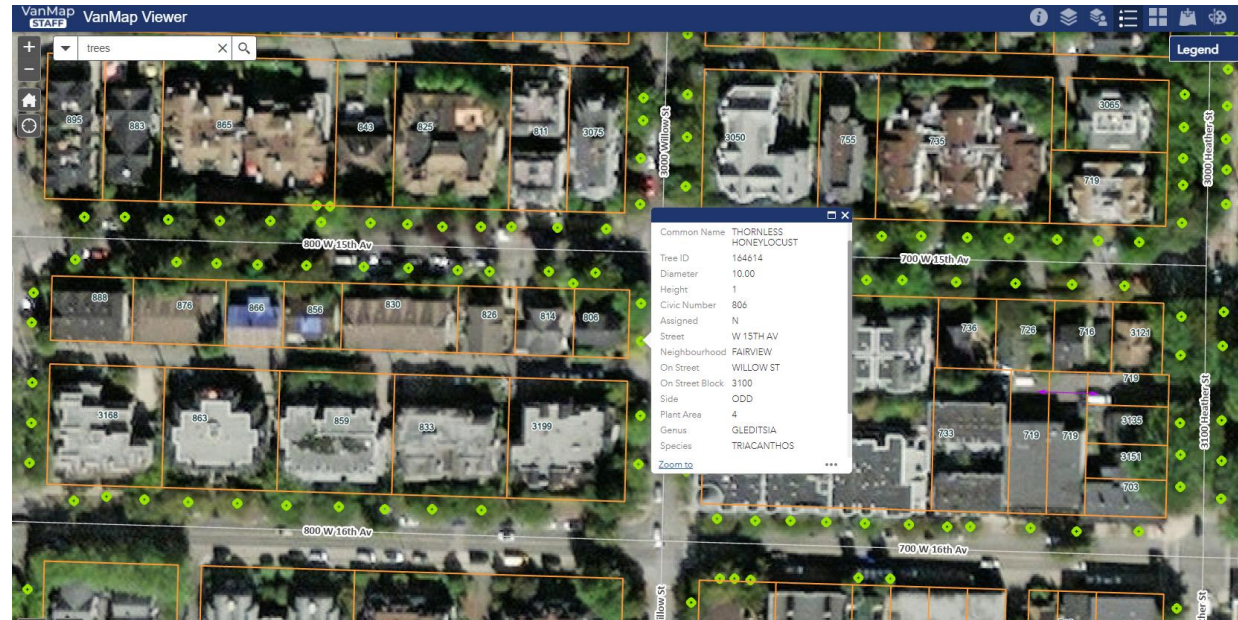 VanMap
STAFF
VanMap Viewer
trees
Legend
895
883
865
843
825
811
3075
3000 Willow St
3050
755
735
3065
719
3000 Heather St
800 W 15th Av
700 W 15th Av
Common Name THORNLESS
HONEYLOCUST
Tree ID 164614
Diameter 10.00
Height 1
Civic Number 806
Assigned N
Street W 15TH AV
Neighbourhood FAIRVIEW
On Street WILLOW ST
On Street Block 3100
Side ODD
Plant Area 4
Genus GLEDITSIA
Species TRIACANTHOS
Zoom to
888
876
866
856
830
826
814
806
736
726
716
3121
719
3168
863
859
833
3199
733
719
719
3135
3151
703
3100 Heather St
800 W 16th Av
700 W 16th Av
illow St
ther St